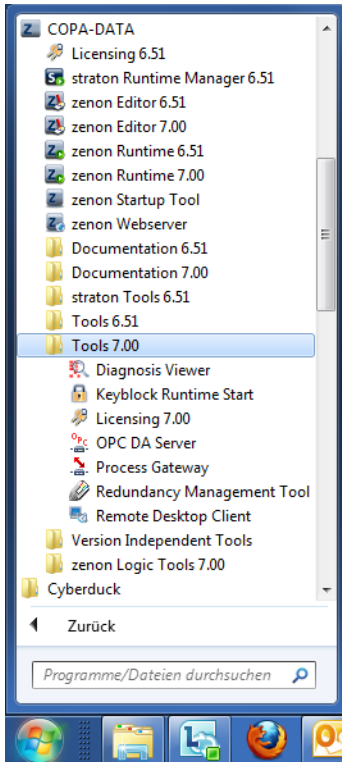 COPA-DATA
Licensing 6.51
straton Runtime Manager 6.51
zenon Editor 6.51
zenon Editor 7.00
zenon Runtime 6.51
zenon Runtime 7.00
zenon Startup Tool
zenon Webserver
Documentation 6.51
Documentation 7.00
straton Tools 6.51
Tools 6.51
Tools 7.00
Diagnosis Viewer
Keyblock Runtime Start
Licensing 7.00
OPC DA Server
Process Gateway
Redundancy Management Tool
Remote Desktop Client
Version Independent Tools
zenon Logic Tools 7.00
Cyberduck
Zurück
Programme/Dateien durchsuchen